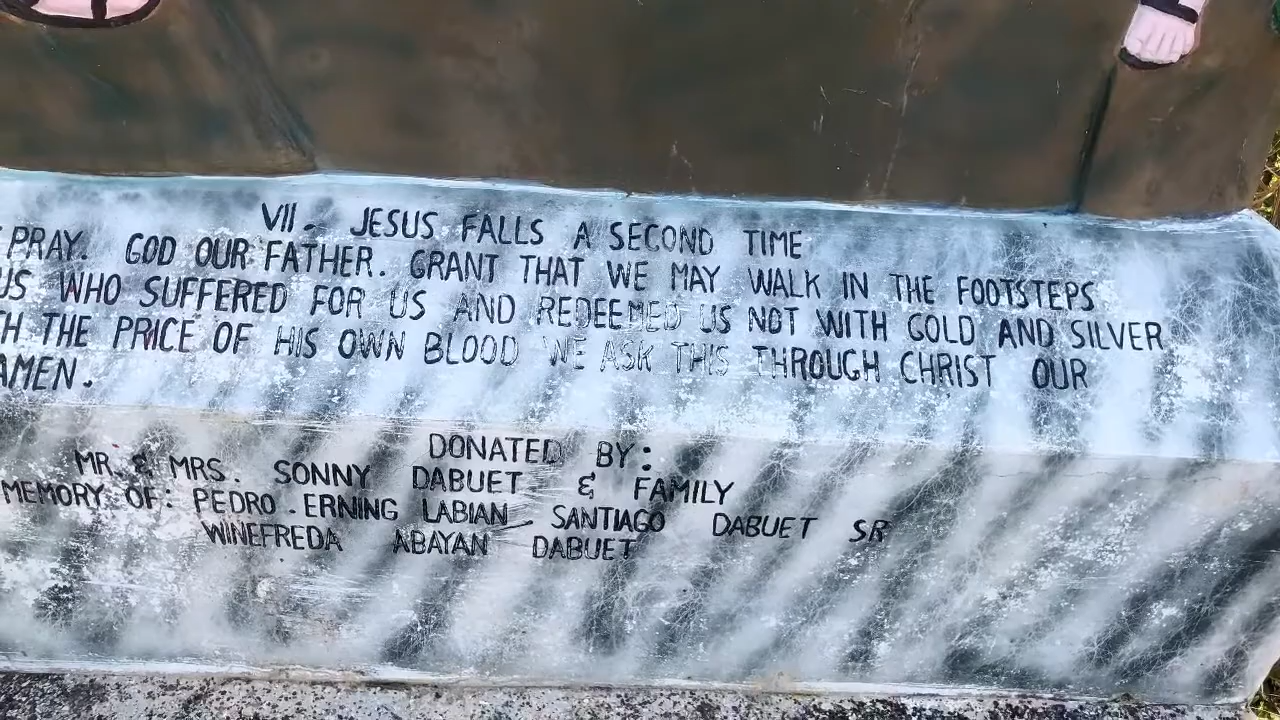 VII. JESUS FALLS A SECOND TIME
PRAY. GOD OUR FATHER. GRANT THAT WE MAY WALK IN THE FOOTSTEPS
WHO SUFFERED FOR US AND REDEEMED US NOT WITH GOLD AND SILVER
THE PRICE OF HIS OWN BLOOD WE ASK THIS THROUGH CHRIST OUR
AMEN.
DONATED BY:
MR. & MRS. SONNY DABUET & FAMILY
MEMORY OF: PEDRO. ERNING LABIAN, SANTIAGO DABUET SR
WINEFREDA ABAYAN DABUET